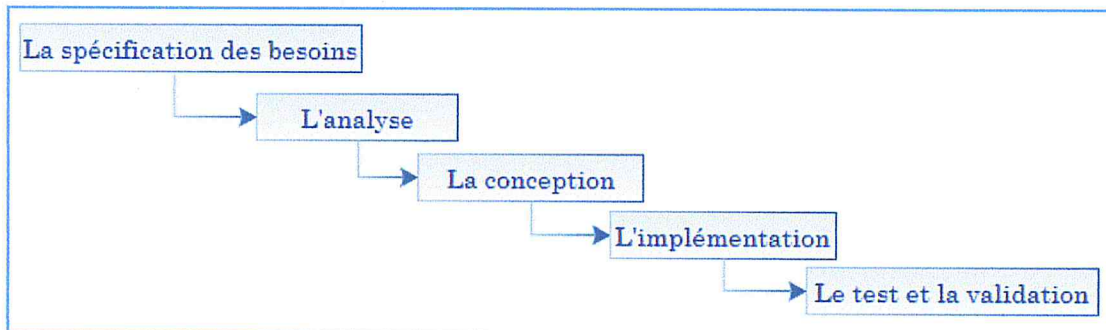 La spécification des besoins
L'analyse
La conception
L'implémentation
Le test et la validation